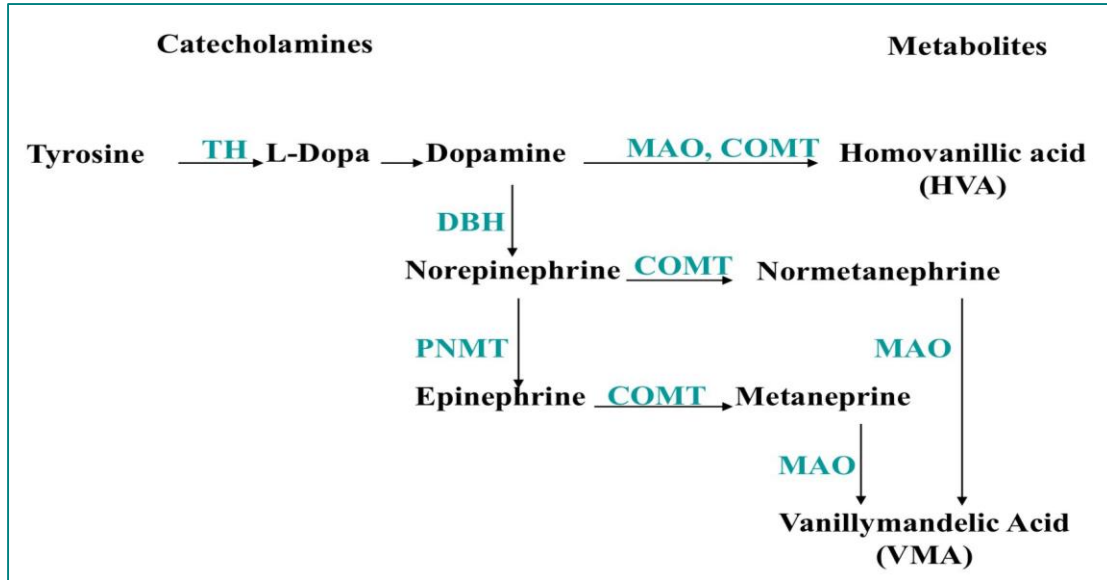 Catecholamines Metabolites
TH MAO, COMT
Tyrosine L-Dopa Dopamine Homovanillic acid
(HVA)
DBH
Norepinephrine COMT Normetanephrine
PNMT MAO
Epinephrine COMT Metaneprine
MAO
Vanillymandelic Acid
(VMA)